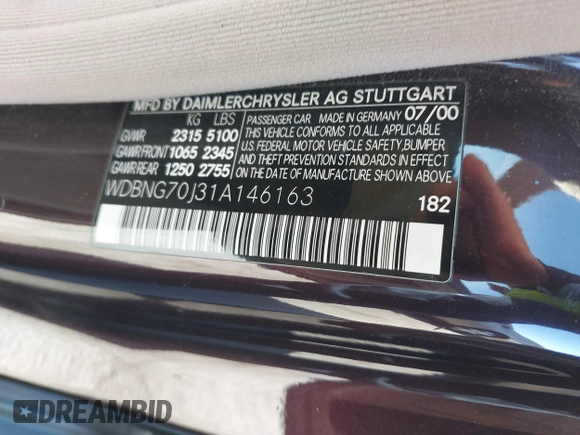 MFD BY DAIMLERCHRYSLER AG STUTTGART
KG LBS
GVWR 2315 5100
GAWR FRONT 1065 2345
GAWR REAR 1250 2755
PASSENGER CAR MADE IN GERMANY 07/00
THIS VEHICLE CONFORMS TO ALL APPLICABLE
U.S. FEDERAL MOTOR VEHICLE SAFETY, BUMPER
AND THEFT PREVENTION STANDARDS IN EFFECT
ON THE DATE OF MANUFACTURE SHOWN ABOVE.
WDBNG70J31A146163
182
DREAMBID